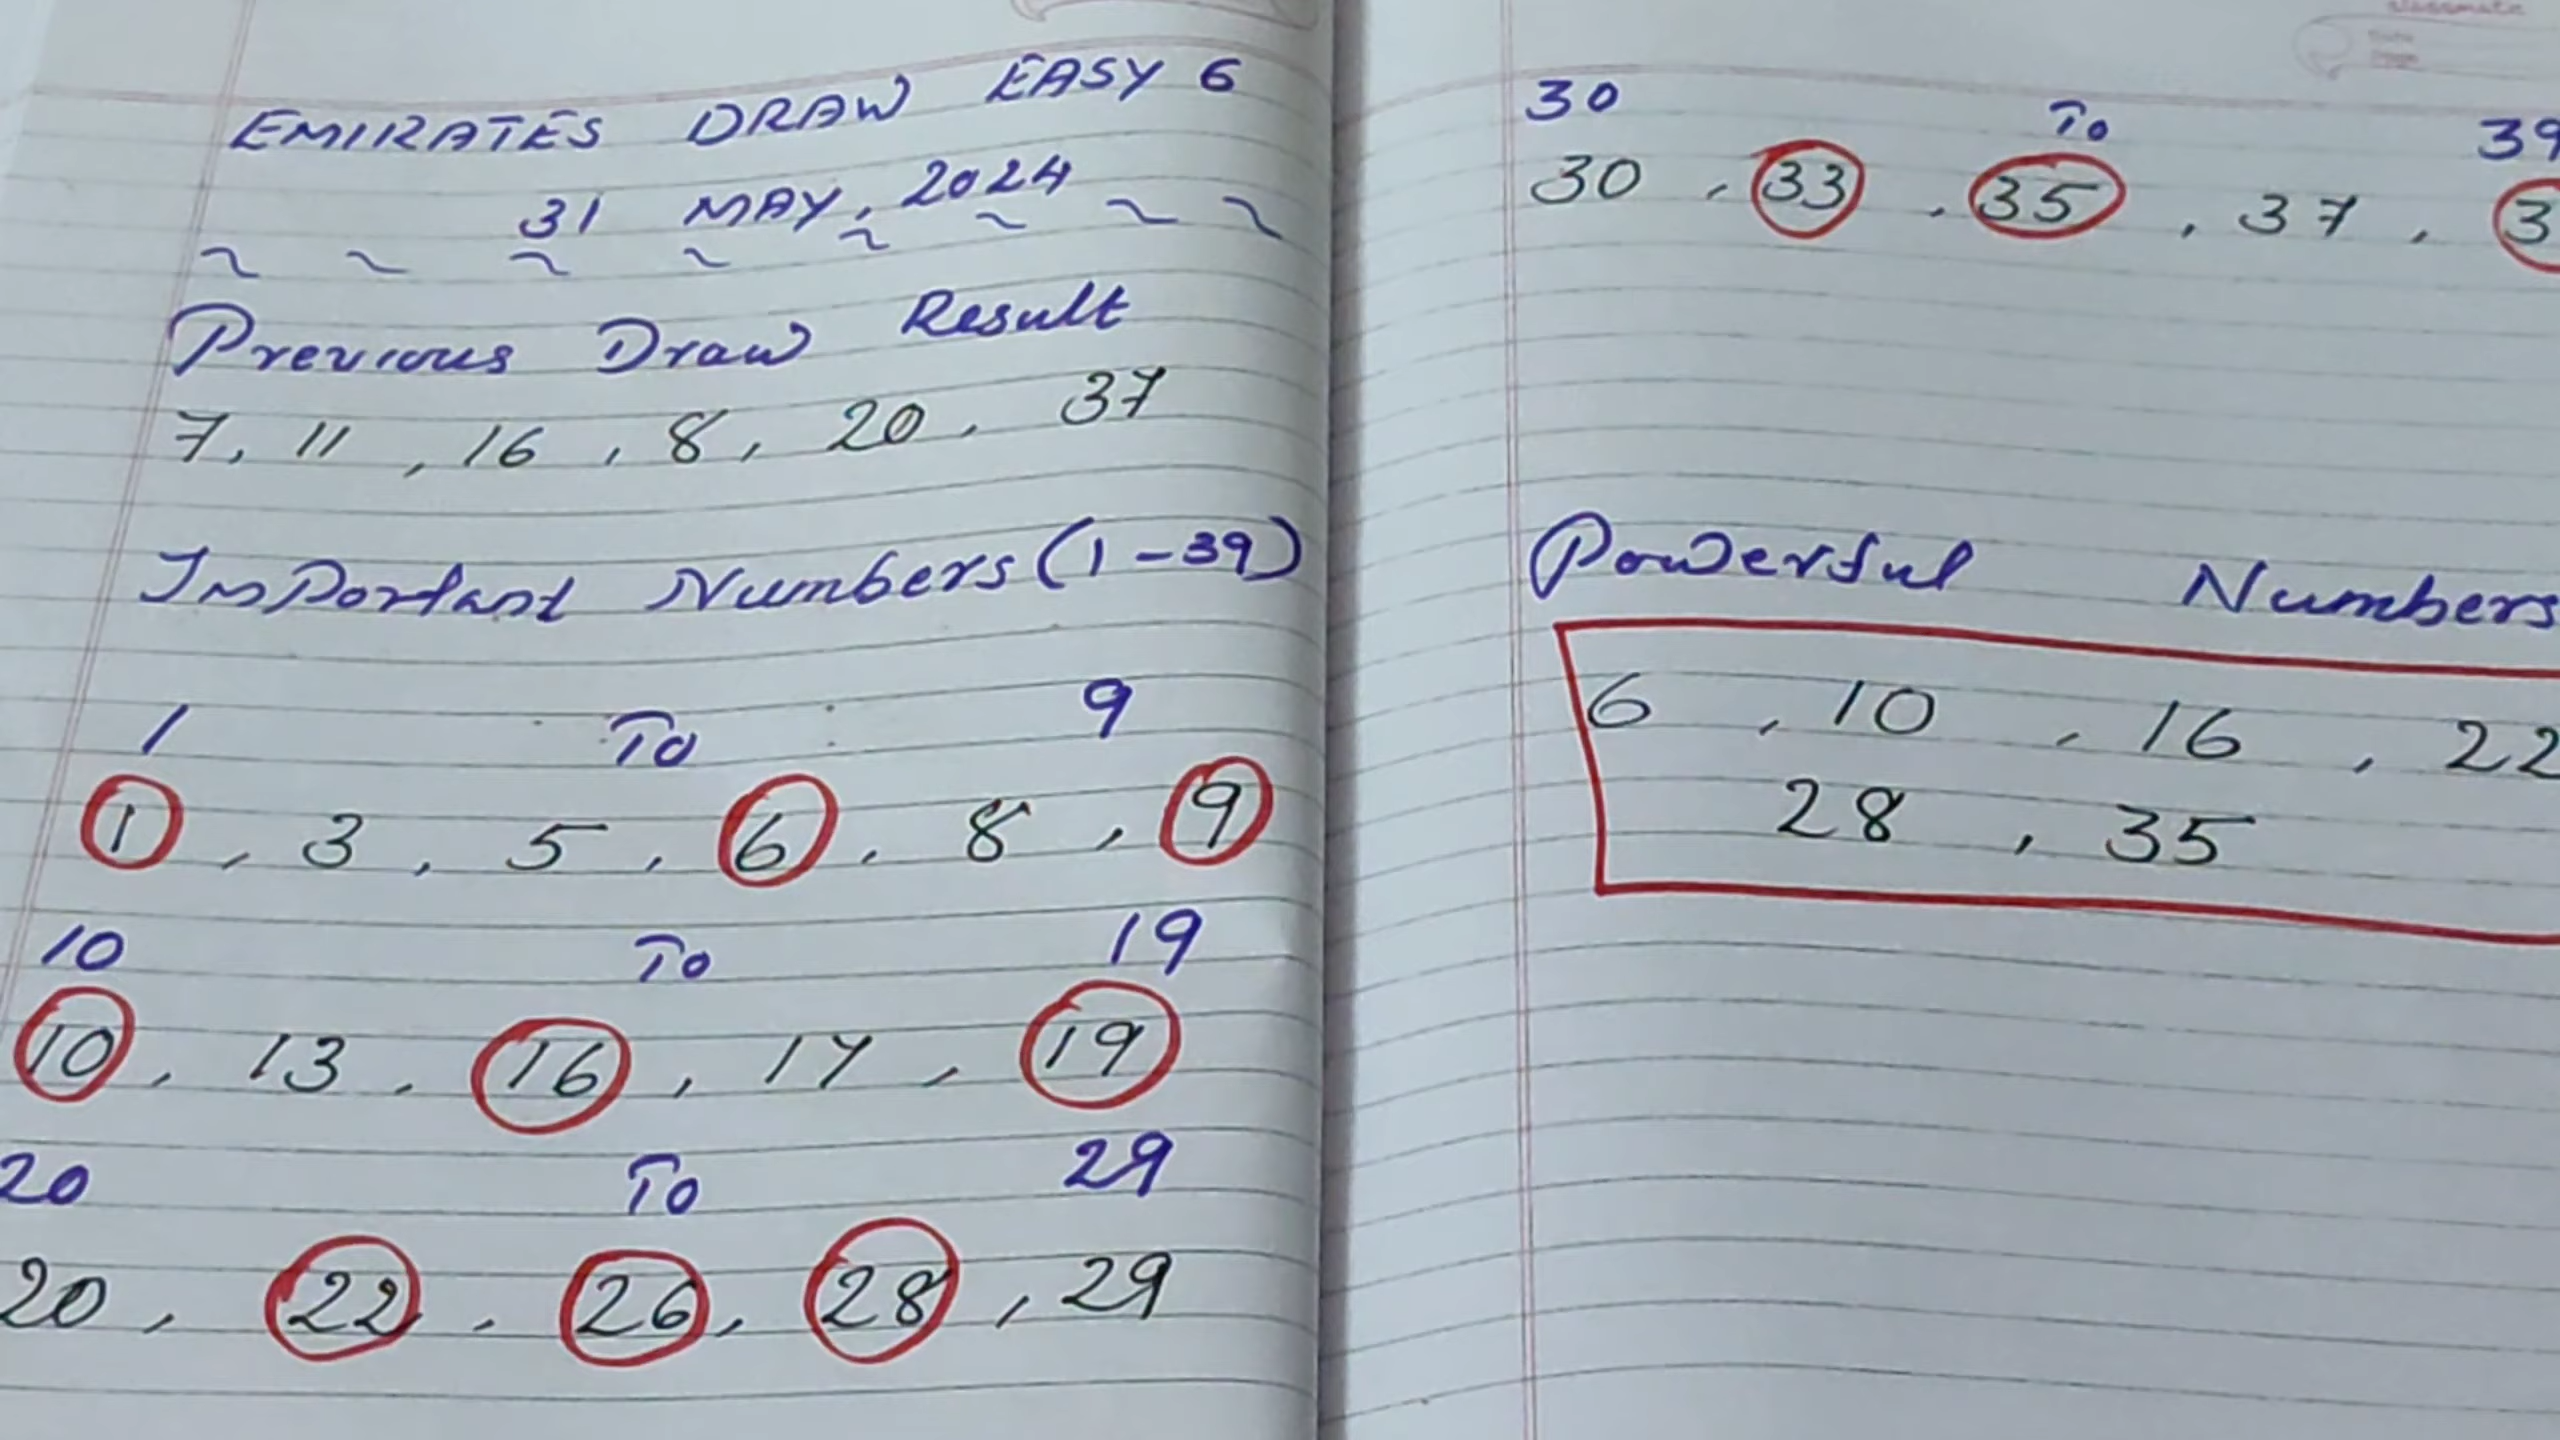 EMIRATES DRAW EASY 6
31 MAY, 2024
Previous Draw Result
7, 11, 16, 8, 20, 37
ImPortant Numbers (1-39)
1 To 9
1, 3, 5, 6, 8, 9
10 To 19
10, 13, 16, 17, 19
20 To 29
20, 22, 26, 28, 29
30 To 39
30, 33, 35, 37, 3
Powerful Numbers
6, 10, 16, 22
28, 35